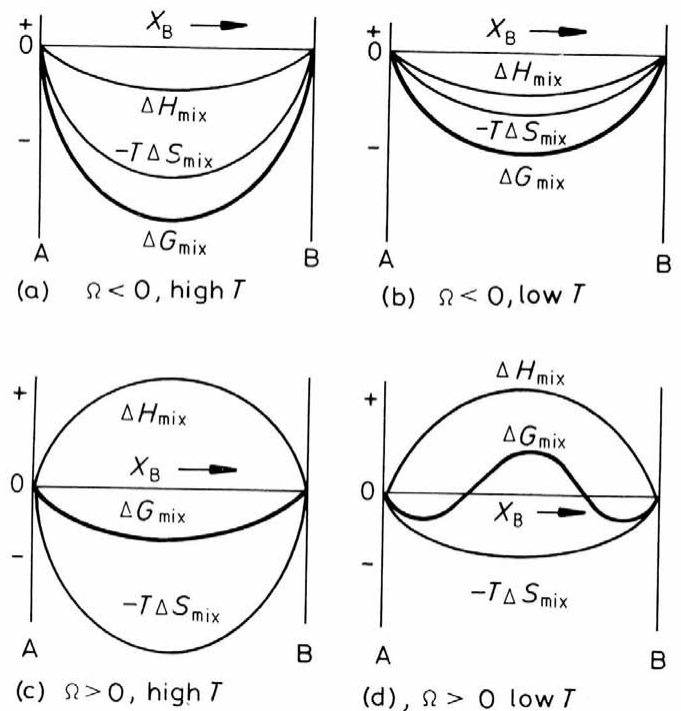 +
X_B
0
ΔH_mix
-TΔS_mix
-
ΔG_mix
A
B
(a) Ω < 0, high T
+
X_B
0
ΔH_mix
-TΔS_mix
-
ΔG_mix
A
B
(b) Ω < 0, low T
+
ΔH_mix
X_B
0
ΔG_mix
-
-TΔS_mix
A
B
(c) Ω > 0, high T
ΔH_mix
+
ΔG_mix
0
X_B
-
-TΔS_mix
A
B
(d), Ω > 0 low T